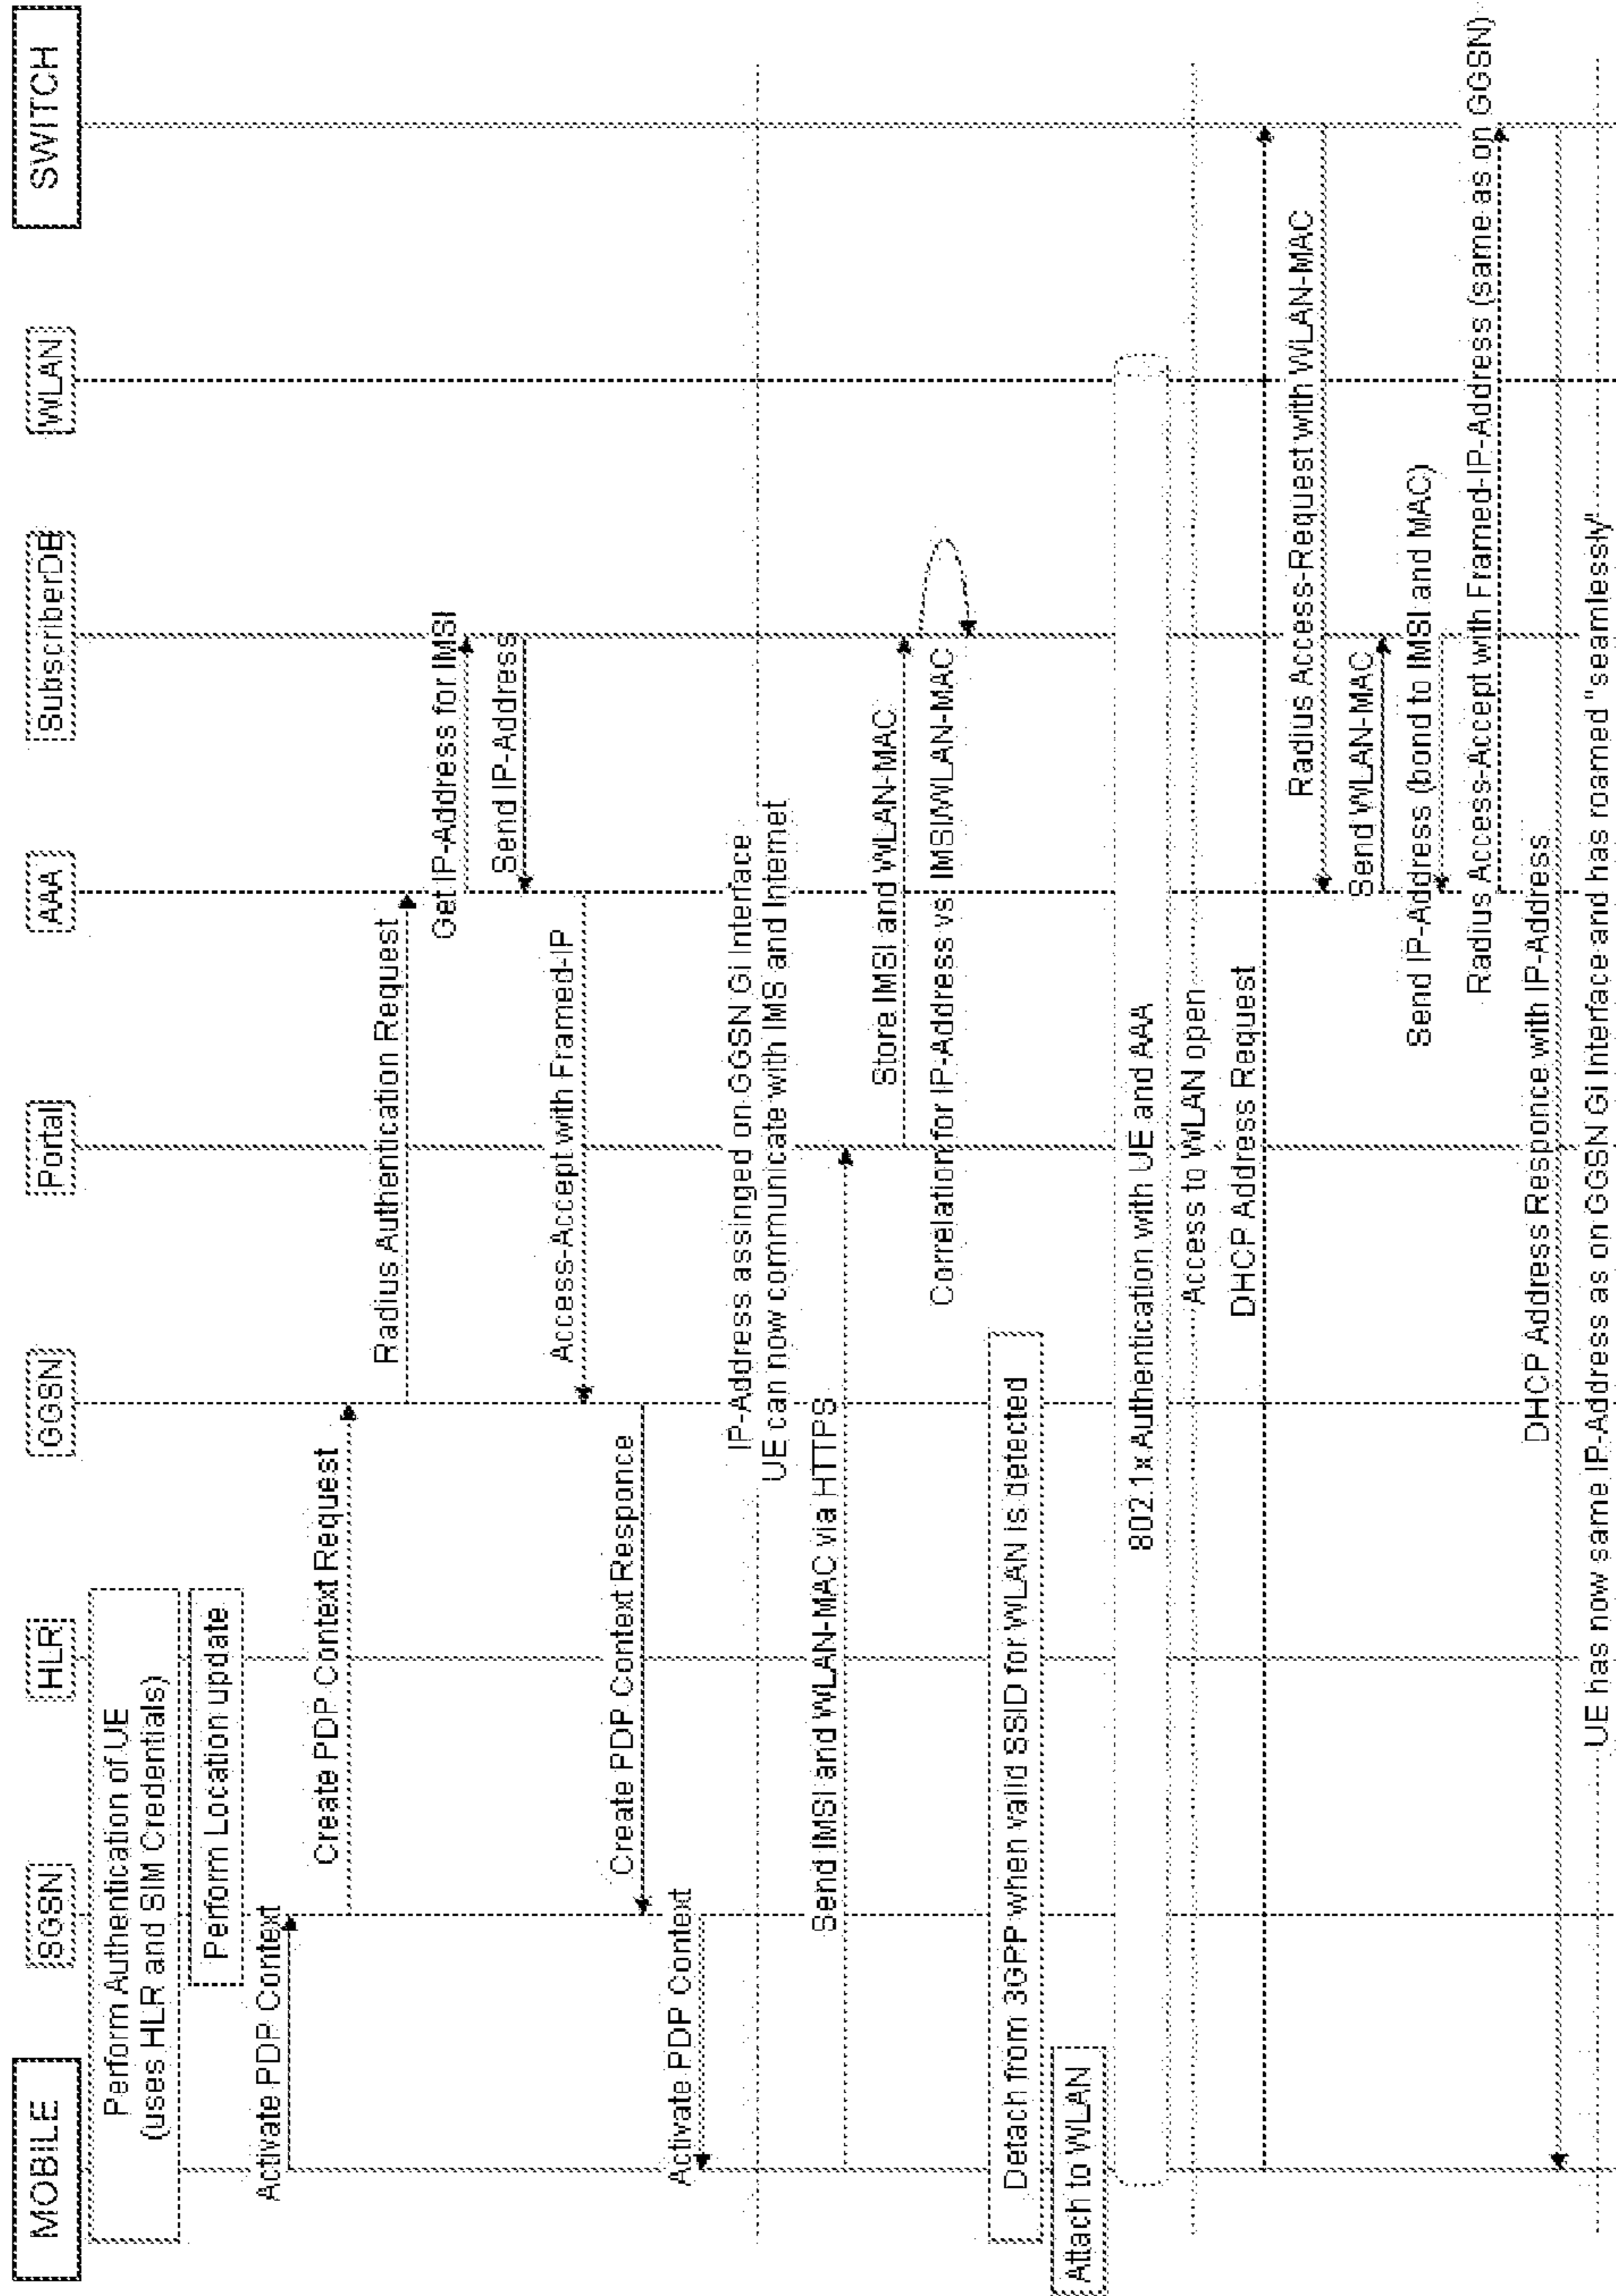 MOBILE
SGSN
HLR
GGSN
Portal
AAA
SubscriberDB
WLAN
SWITCH
Perform Authentication of UE
(uses HLR and SIM Credentials)
Perform Location update
Activate PDP Context
Create PDP Context Request
Radius Authentication Request
Get IP-Address for IMSI
Send IP-Address
Access-Accept with Framed-IP
Create PDP Context Responce
Activate PDP Context
IP-Address assinged on GGSN Gi Interface
UE can now communicate with IMS and Internet
Send IMSI and WLAN-MAC via HTTPS
Store IMSI and WLAN-MAC
Correlation for IP-Address vs IMSI/WLAN-MAC
Detach from 3GPP when valid SSID for WLAN is detected
Attach to WLAN
802.1x Authentication with UE and AAA
Access to WLAN open
DHCP Address Request
Radius Access-Request with WLAN-MAC
Send WLAN-MAC
Send IP-Address (bond to IMSI and MAC)
Radius Access-Accept with Framed-IP-Address (same as on GGSN)
DHCP Address Responce with IP-Address
UE has now same IP-Address as on GGSN Gi Interface and has roamed "seamlessly"